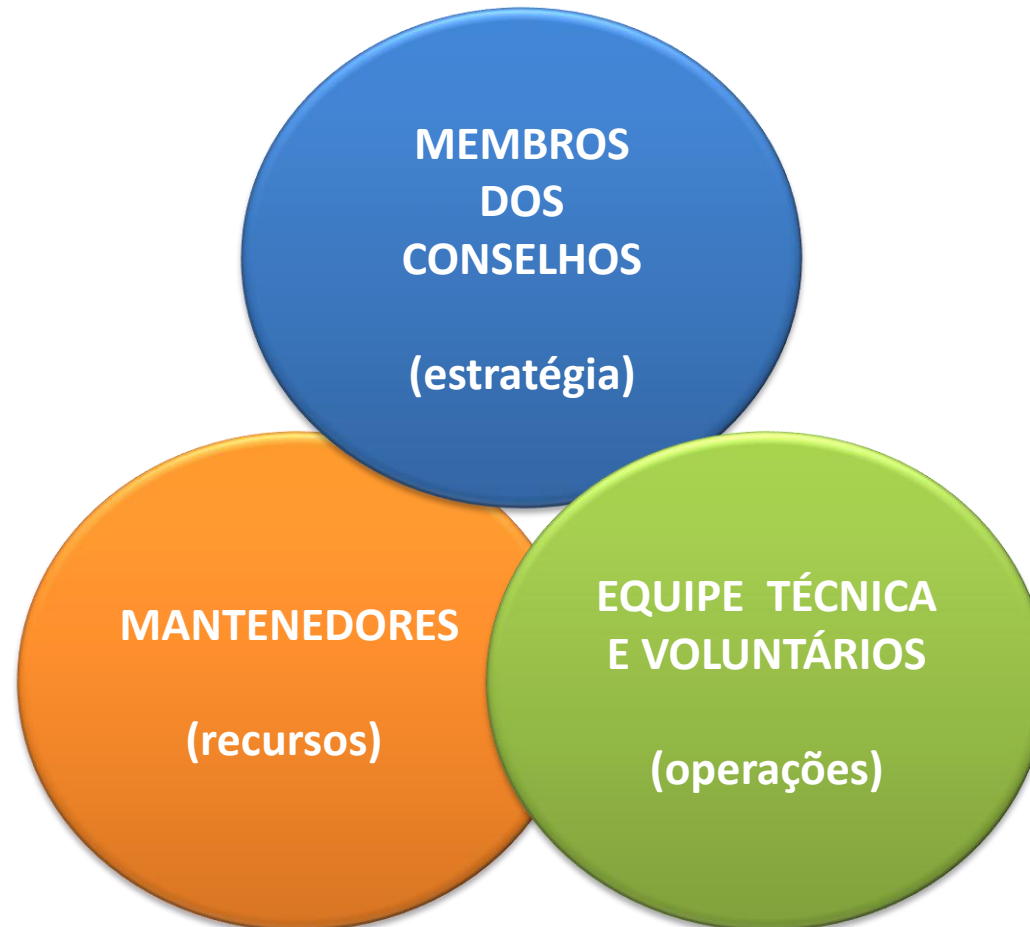 MEMBROS
DOS
CONSELHOS
(estratégia)
MANTENEDORES
(recursos)
EQUIPE TÉCNICA
E VOLUNTÁRIOS
(operações)